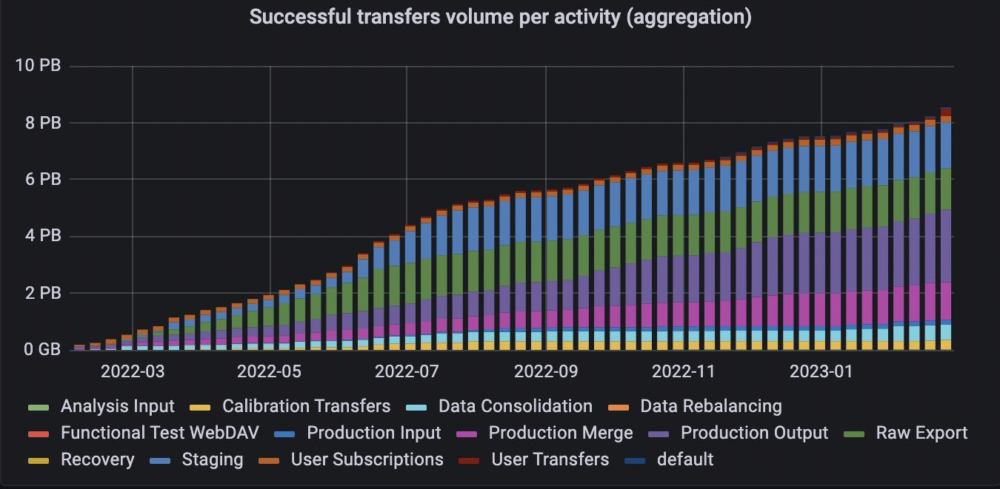 Successful transfers volume per activity (aggregation)
10 PB
8 PB
6 PB
4 PB
2 PB
0 GB
2022-03 2022-05 2022-07 2022-09 2022-11 2023-01
Analysis Input Calibration Transfers Data Consolidation Data Rebalancing
Functional Test WebDAV Production Input Production Merge Production Output Raw Export
Recovery Staging User Subscriptions User Transfers default